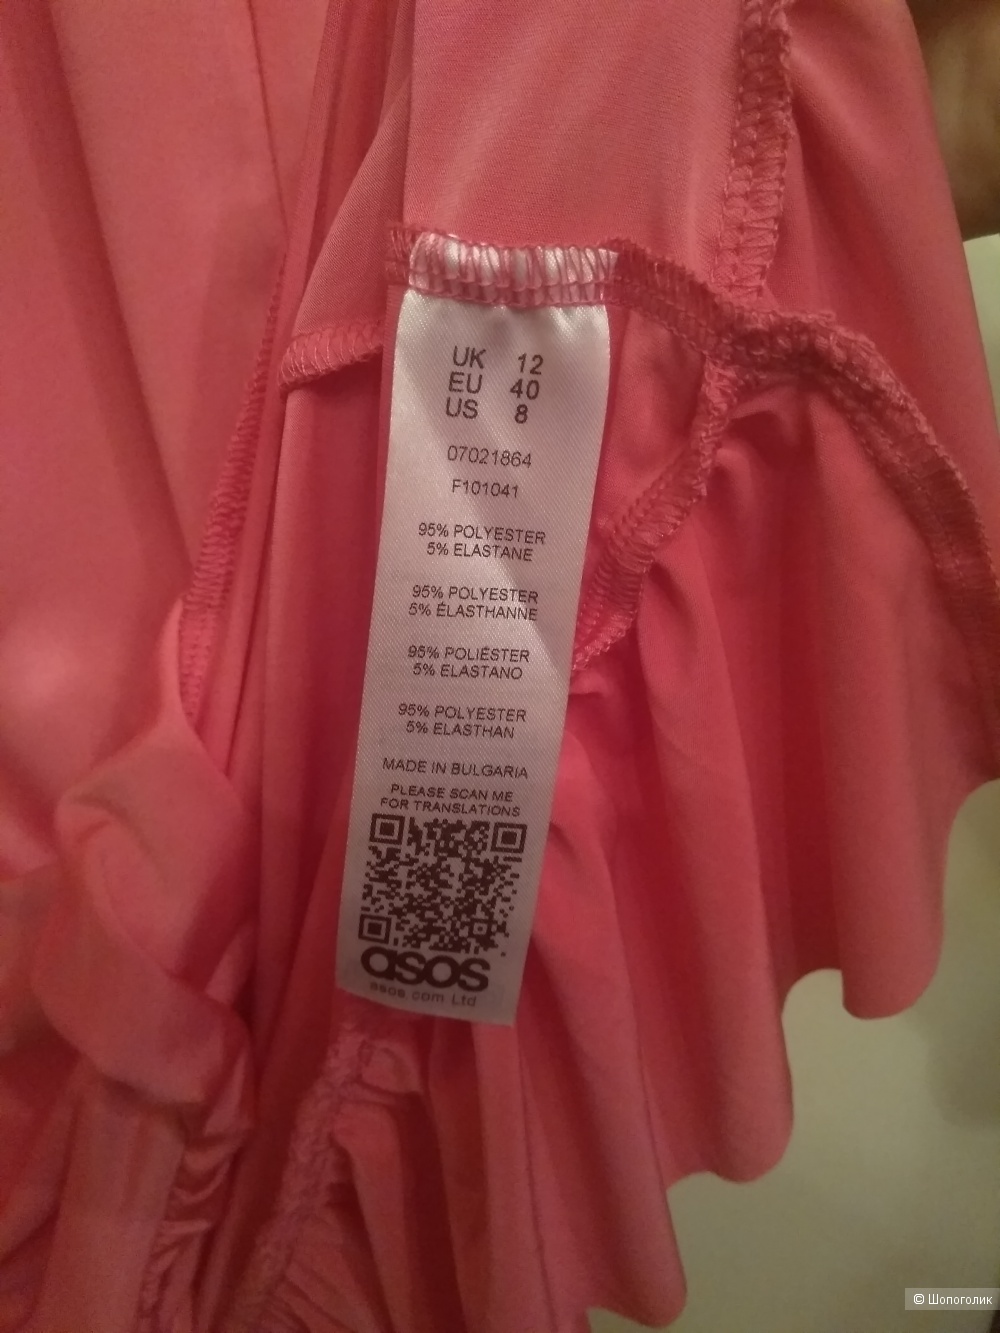 UK 12
EU 40
US 8
07021864
F101041
95% POLYESTER
5% ELASTANE
95% POLYESTER
5% ÉLASTHANNE
95% POLIÉSTER
5% ELASTANO
95% POLYESTER
5% ELASTHAN
MADE IN BULGARIA
PLEASE SCAN ME
FOR TRANSLATIONS
asos
asos.com Ltd
© Шопоголик